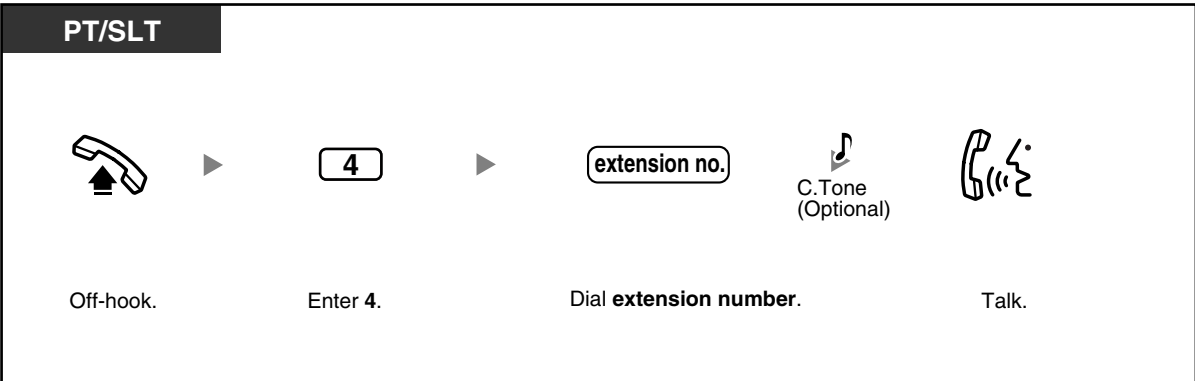 PT/SLT
4
extension no.
C.Tone
(Optional)
Off-hook.
Enter 4.
Dial extension number.
Talk.